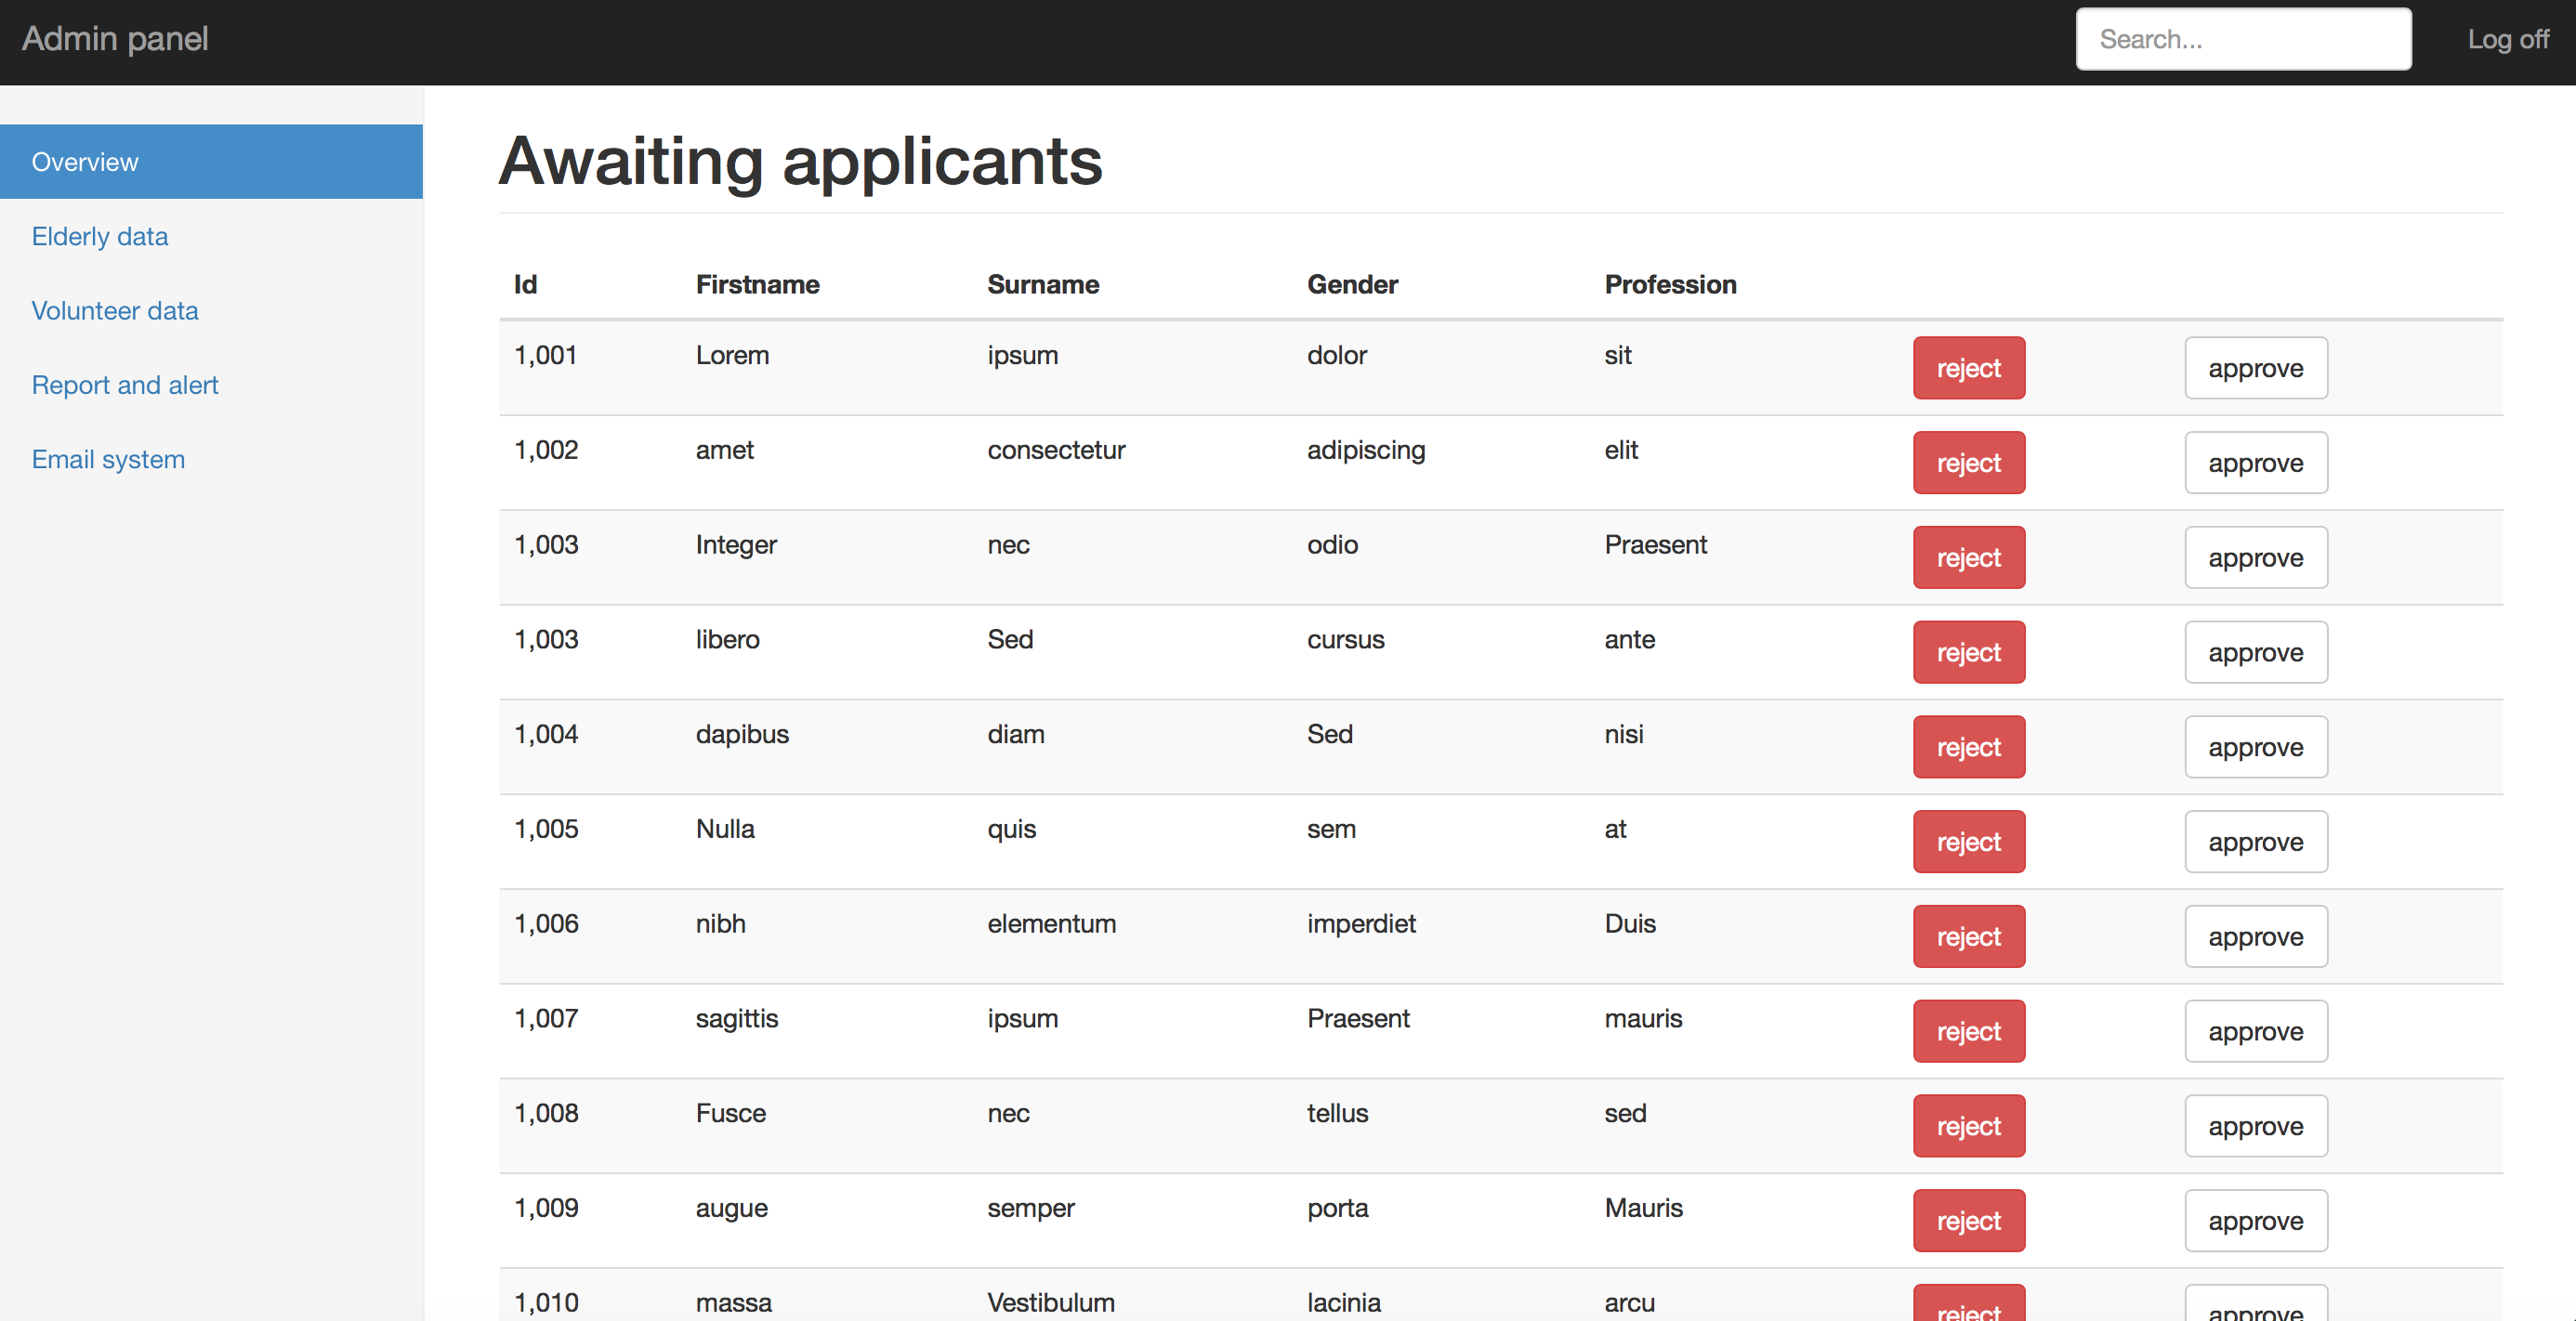 Admin panel Search... Log off
Overview
Elderly data
Volunteer data
Report and alert
Email system
Awaiting applicants
Id Firstname Surname Gender Profession
1,001 Lorem ipsum dolor sit reject approve
1,002 amet consectetur adipiscing elit reject approve
1,003 Integer nec odio Praesent reject approve
1,003 libero Sed cursus ante reject approve
1,004 dapibus diam Sed nisi reject approve
1,005 Nulla quis sem at reject approve
1,006 nibh elementum imperdiet Duis reject approve
1,007 sagittis ipsum Praesent mauris reject approve
1,008 Fusce nec tellus sed reject approve
1,009 augue semper porta Mauris reject approve
1,010 massa Vestibulum lacinia arcu reject approve